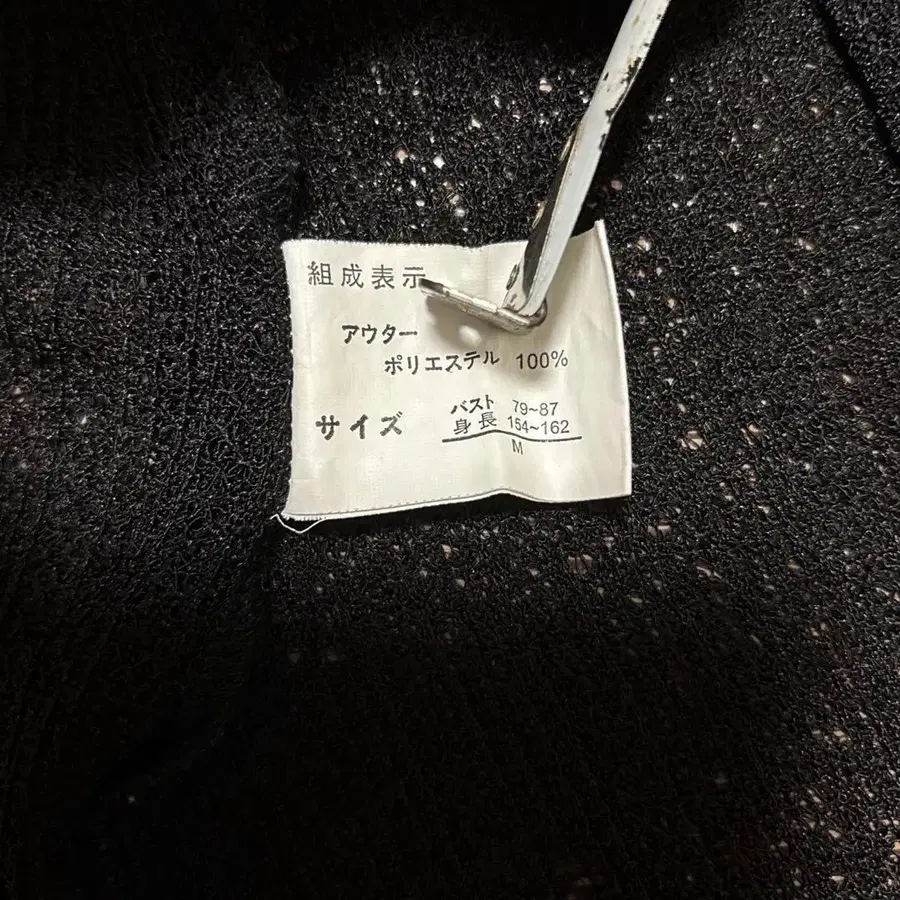 組成表示
アウター
ポリエステル 100%
サイズ
バスト 79~87
身長 154~162
M